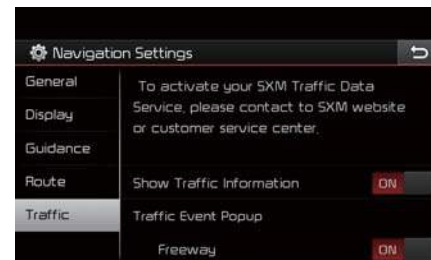 Navigation Settings
General
To activate your SXM Traffic Data
Display
Service, please contact to SXM website
or customer service center.
Guidance
Route
Show Traffic Information ON
Traffic
Traffic Event Popup
Freeway ON